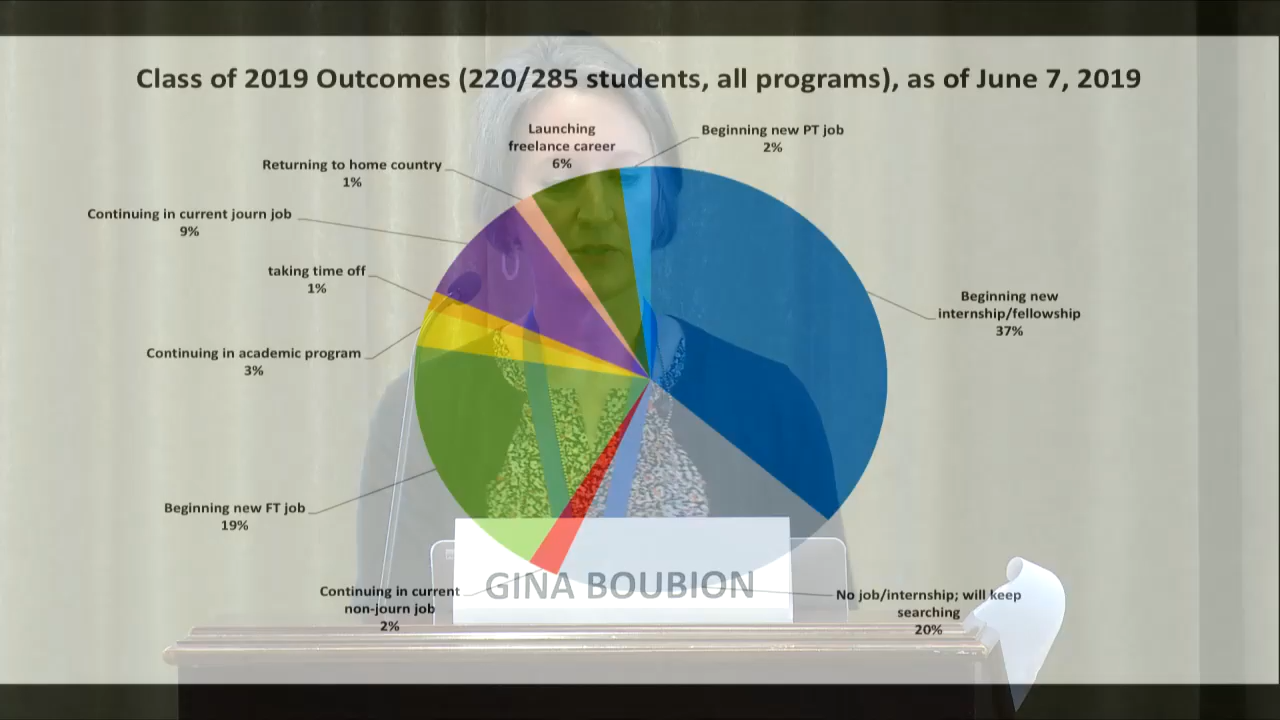 Class of 2019 Outcomes (220/285 students, all programs), as of June 7, 2019
Launching
freelance career
6%
Beginning new PT job
2%
Returning to home country
1%
Continuing in current journ job
9%
taking time off
1%
Beginning new
internship/fellowship
37%
Continuing in academic program
3%
Beginning new FT job
19%
Continuing in current
non-journ job
2%
No job/internship; will keep
searching
20%
GINA BOUBION